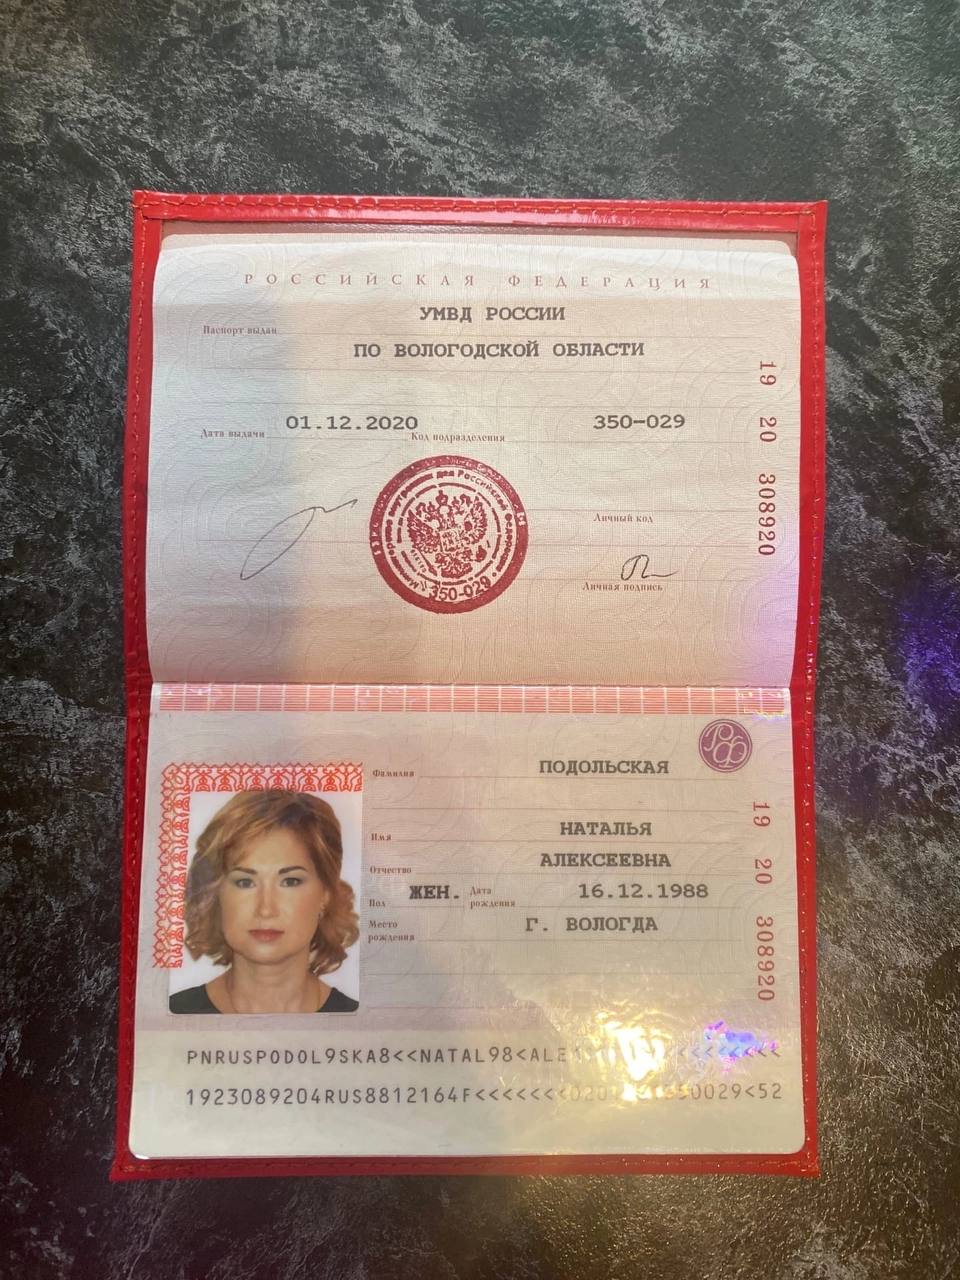 РОССИЙСКАЯ ФЕДЕРАЦИЯ
Паспорт выдан УМВД РОССИИ
ПО ВОЛОГОДСКОЙ ОБЛАСТИ
Дата выдачи 01.12.2020 Код подразделения 350-029
19 20 308920
Личный код
350-029
Личная подпись
РФ
Фамилия ПОДОЛЬСКАЯ
Имя НАТАЛЬЯ
Отчество АЛЕКСЕЕВНА
Пол ЖЕН. Дата рождения 16.12.1988
Место рождения Г. ВОЛОГДА
19 20 308920
PNRUSPODOL9SKA8<<NATAL98<ALE
1923089204RUS8812164F<<<<<<<